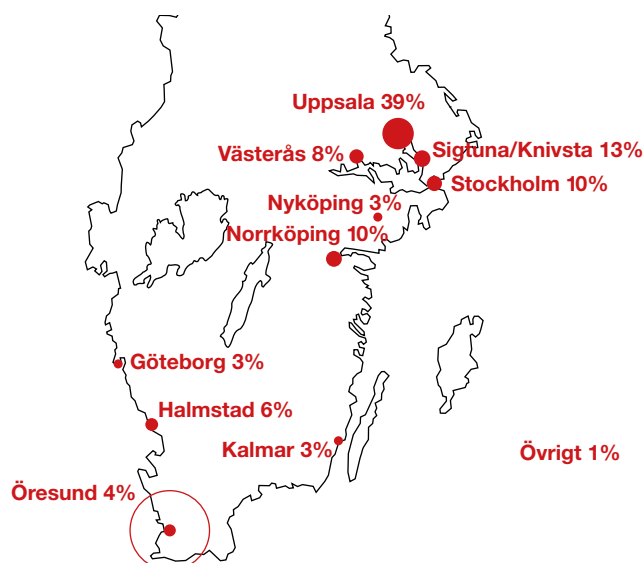 Uppsala 39%
Västerås 8%
Sigtuna/Knivsta 13%
Stockholm 10%
Nyköping 3%
Norrköping 10%
Göteborg 3%
Halmstad 6%
Kalmar 3%
Övrigt 1%
Öresund 4%